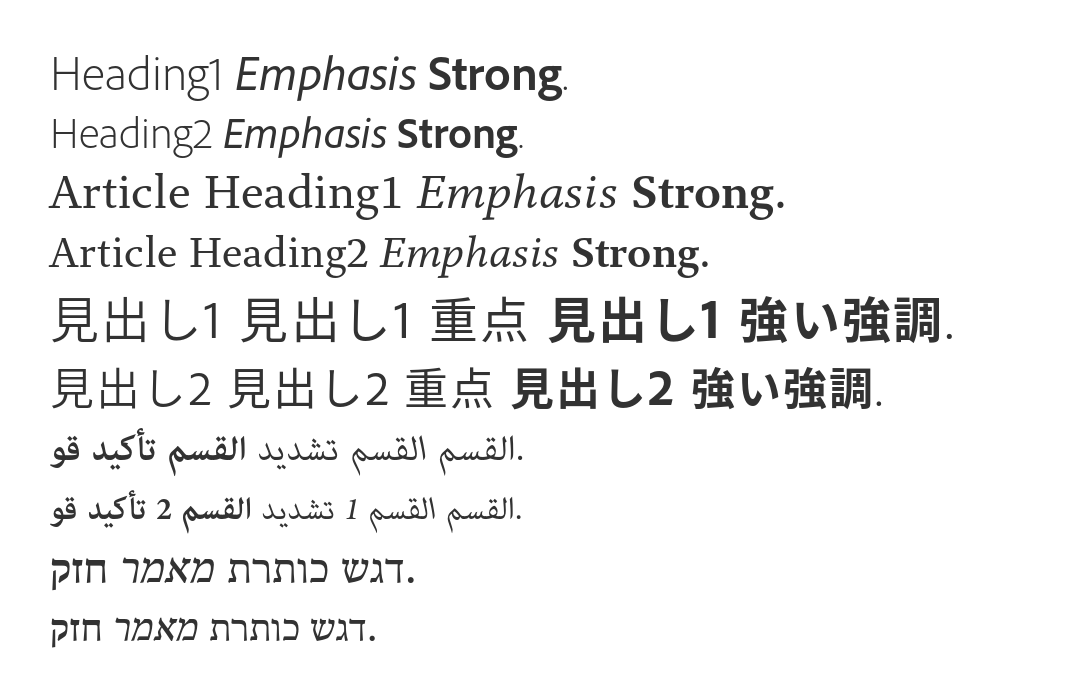 Heading1 Emphasis Strong.
Heading2 Emphasis Strong.
Article Heading1 Emphasis Strong.
Article Heading2 Emphasis Strong.
見出し1 見出し1 重点 見出し1 強い強調.
見出し2 見出し2 重点 見出し2 強い強調.
القسم القسم تشديد القسم تأكيد قو.
القسم القسم 1 تشديد القسم 2 تأكيد قو.
דגש כותרת מאמר חזק.
דגש כותרת מאמר חזק.